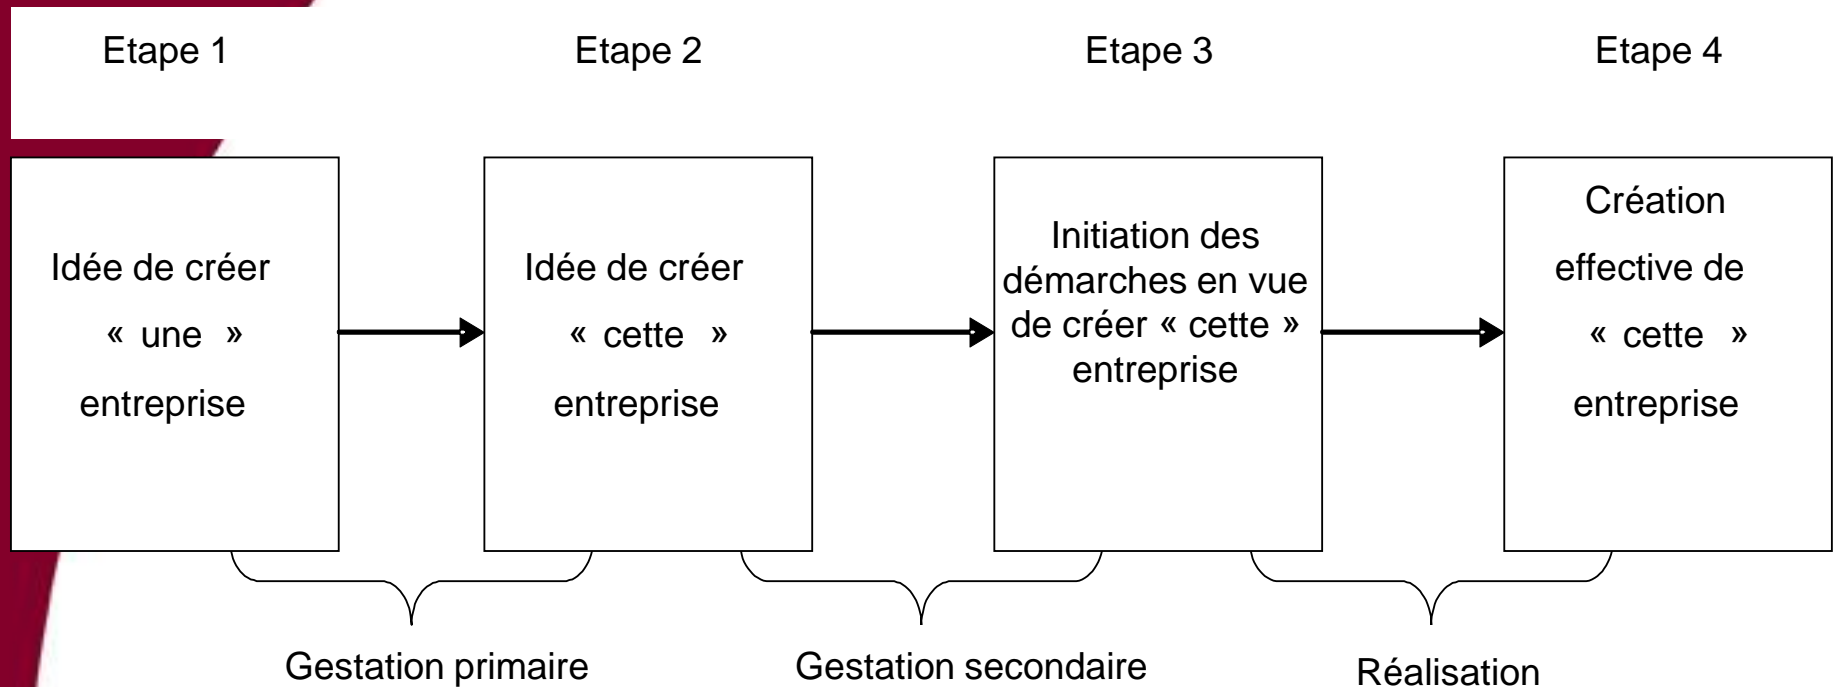 Etape 1
Etape 2
Etape 3
Etape 4
Idée de créer
« une »
entreprise
Idée de créer
« cette »
entreprise
Initiation des
démarches en vue
de créer « cette »
entreprise
Création
effective de
« cette »
entreprise
Gestation primaire
Gestation secondaire
Réalisation